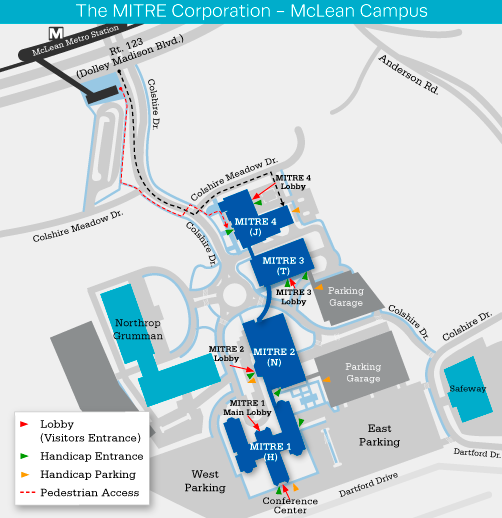 The MITRE Corporation – McLean Campus
M
McLean Metro Station
Rt. 123
(Dolley Madison Blvd.)
Anderson Rd.
Colshire Dr.
Colshire Meadow Dr.
MITRE 4
Lobby
Colshire Meadow Dr.
MITRE 4
(J)
Colshire Dr.
MITRE 3
(T)
MITRE 3
Lobby
Parking
Garage
Northrop
Grumman
Colshire Dr.
Colshire Dr.
MITRE 2
Lobby
MITRE 2
(N)
Parking
Garage
Safeway
MITRE 1
Main Lobby
East
Parking
MITRE 1
(H)
Dartford Dr.
West
Parking
Dartford Drive
Conference
Center
Lobby
(Visitors Entrance)
Handicap Entrance
Handicap Parking
Pedestrian Access